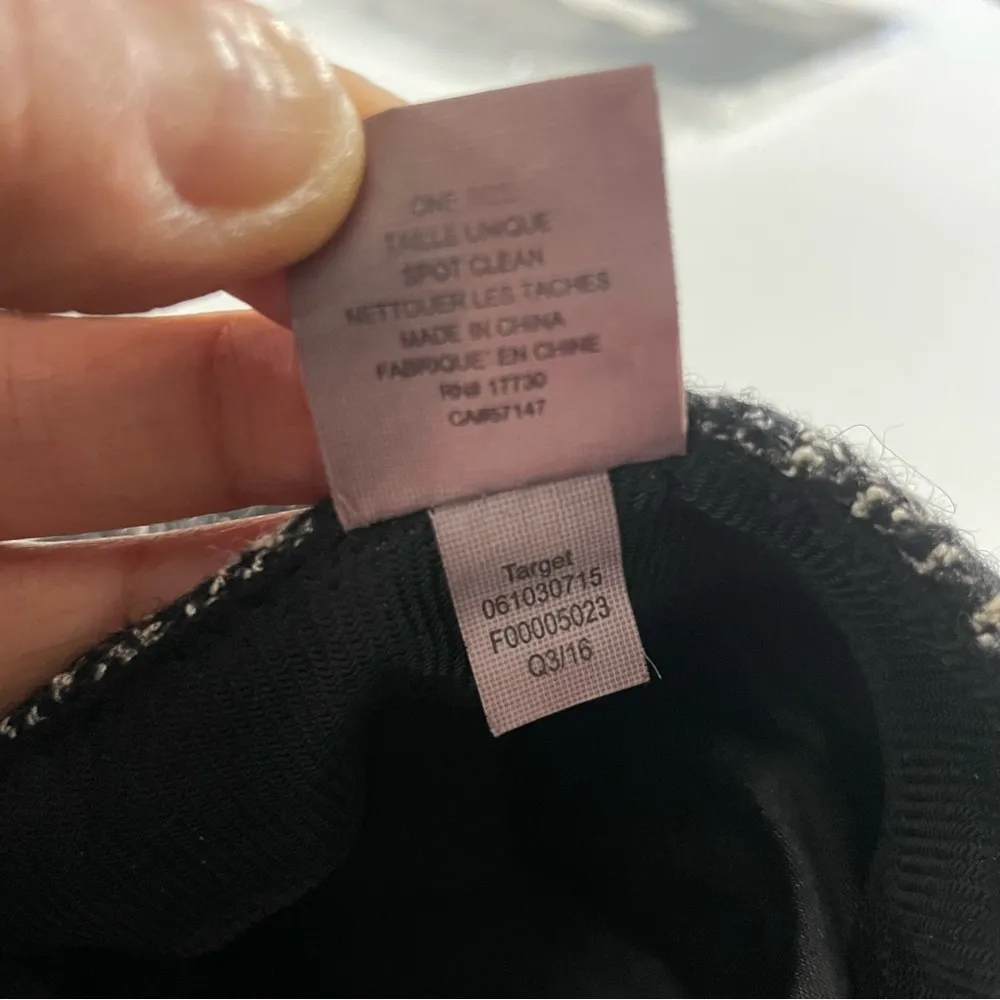 ONE SIZE
TAILLE UNIQUE
SPOT CLEAN
NETTOUER LES TACHES
MADE IN CHINA
FABRIQUE' EN CHINE
RN# 17730
CA#57147
Target
061030715
F00005023
Q3/16